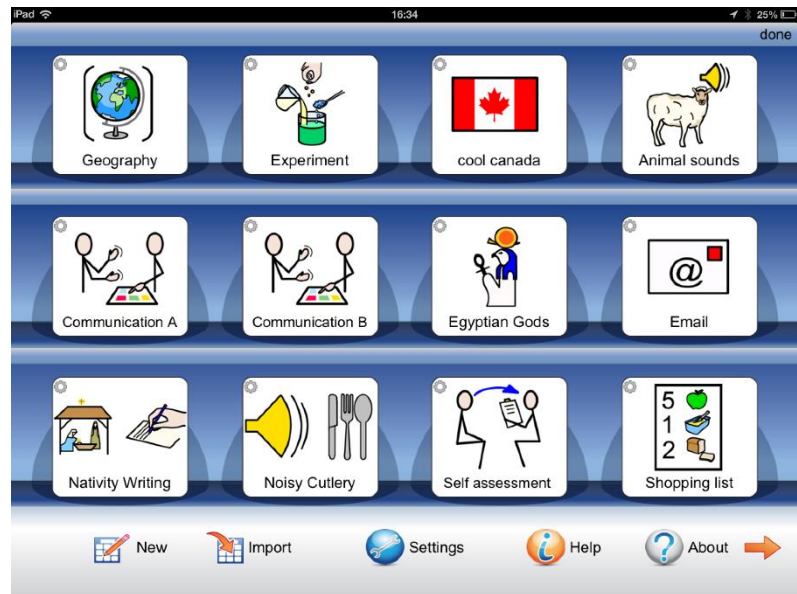 iPad 16:34 25%
done
Geography Experiment cool canada Animal sounds
Communication A Communication B Egyptian Gods Email
@
Nativity Writing Noisy Cutlery Self assessment Shopping list
5
1
2
New Import Settings Help About